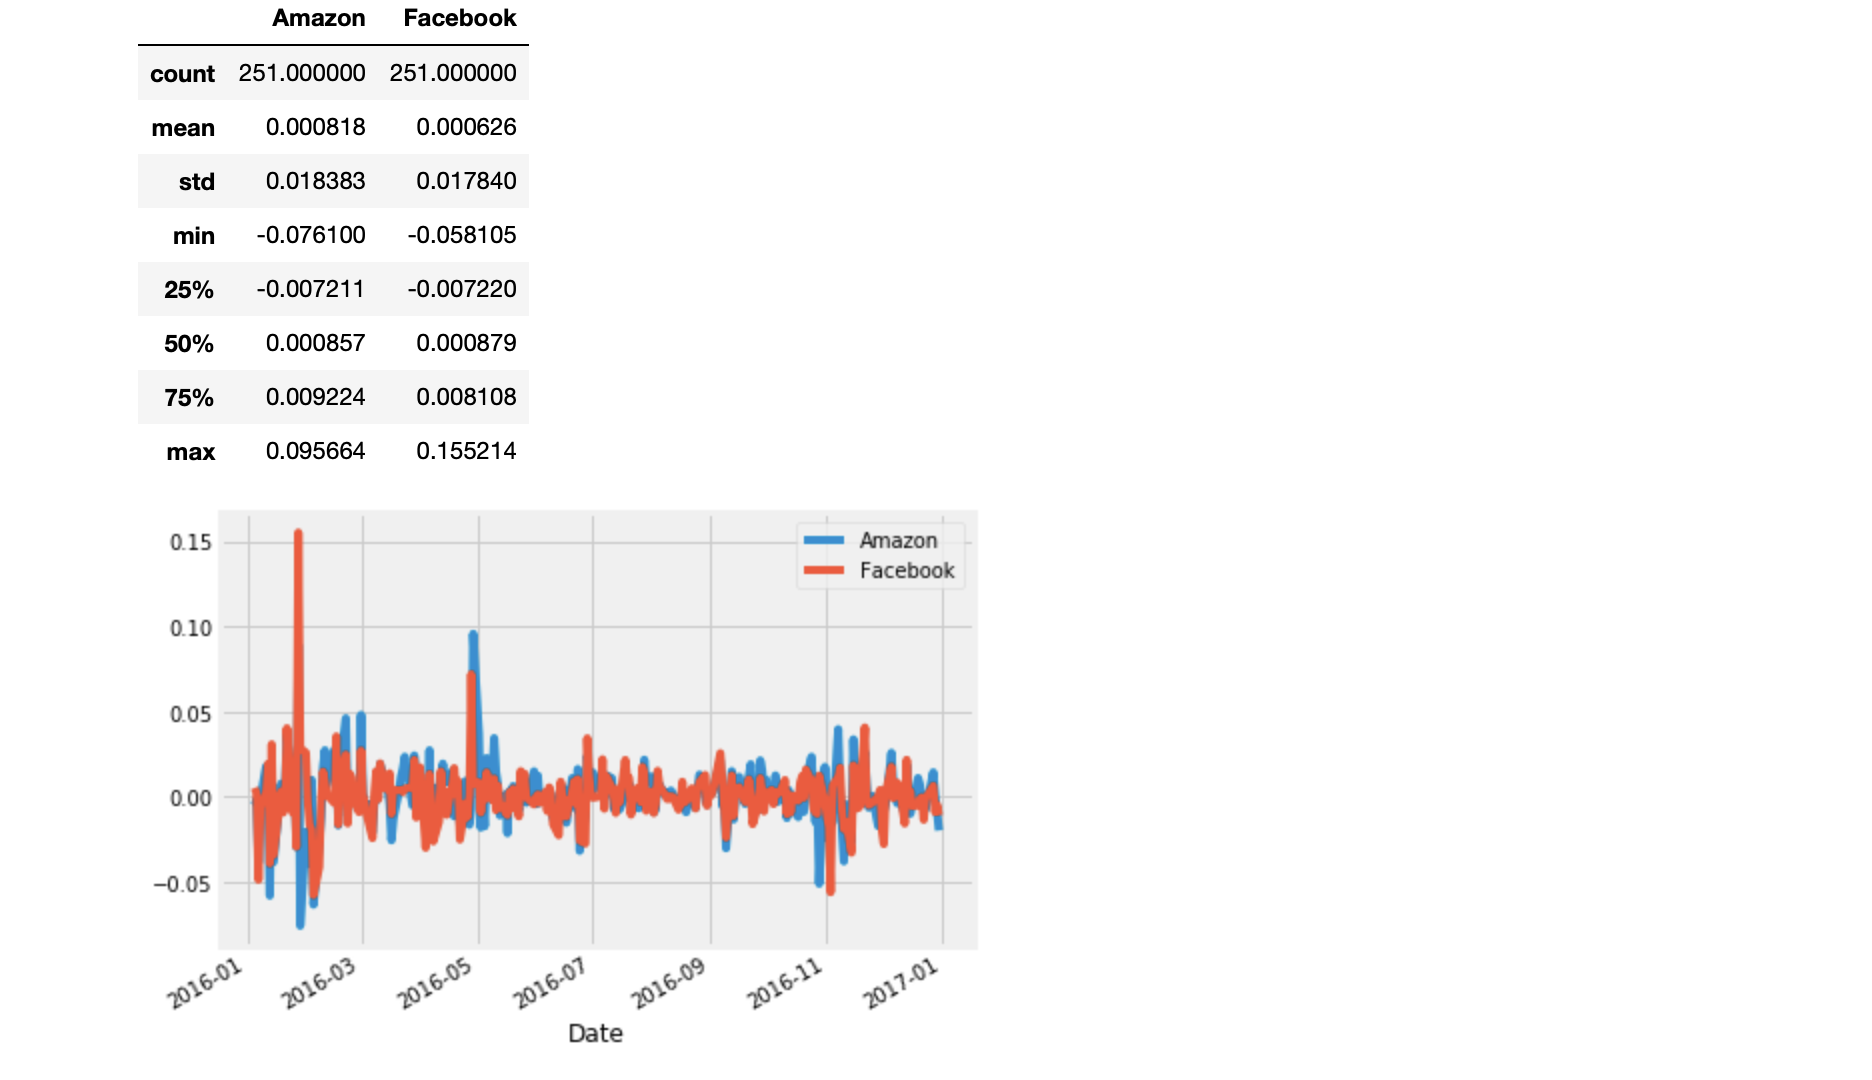 Amazon Facebook
count 251.000000 251.000000
mean 0.000818 0.000626
std 0.018383 0.017840
min -0.076100 -0.058105
25% -0.007211 -0.007220
50% 0.000857 0.000879
75% 0.009224 0.008108
max 0.095664 0.155214
Amazon
Facebook
0.15
0.10
0.05
0.00
−0.05
2016-01 2016-03 2016-05 2016-07 2016-09 2016-11 2017-01
Date